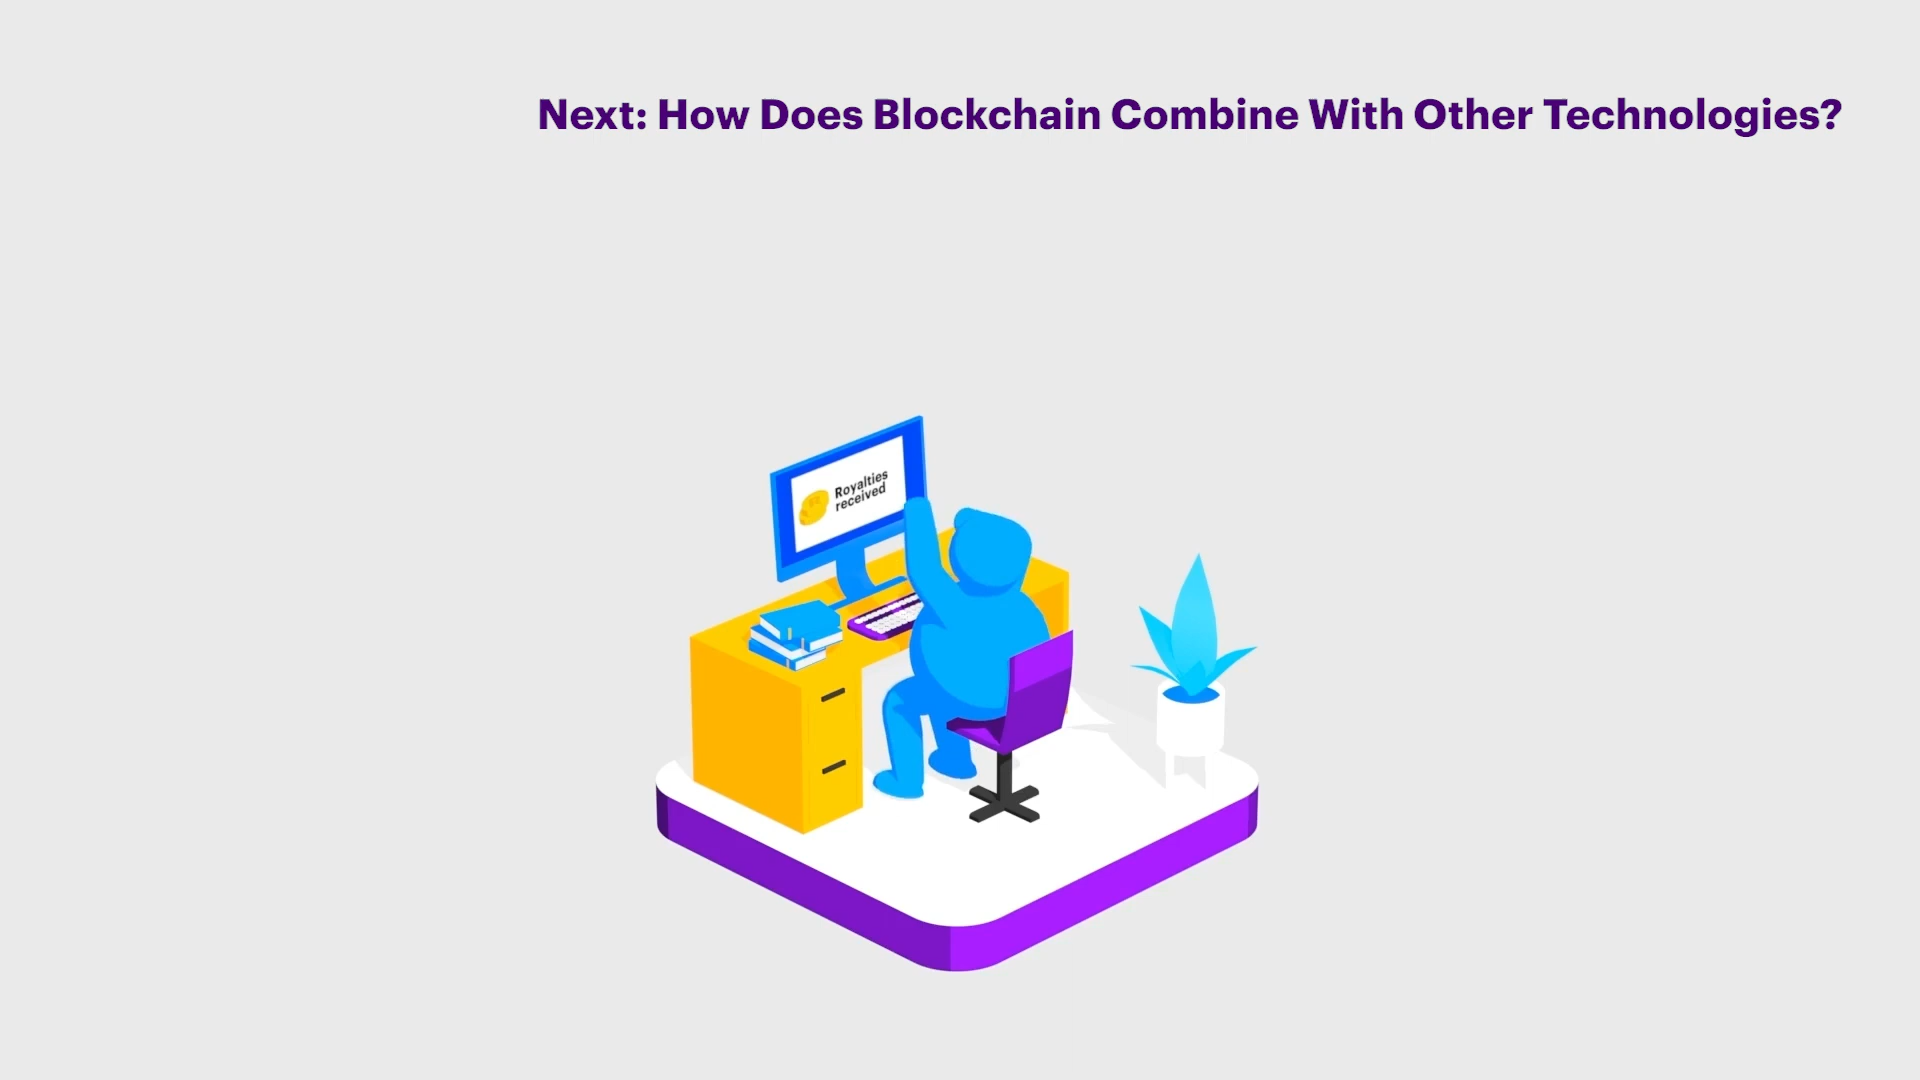 Next: How Does Blockchain Combine With Other Technologies?
Royalties
received